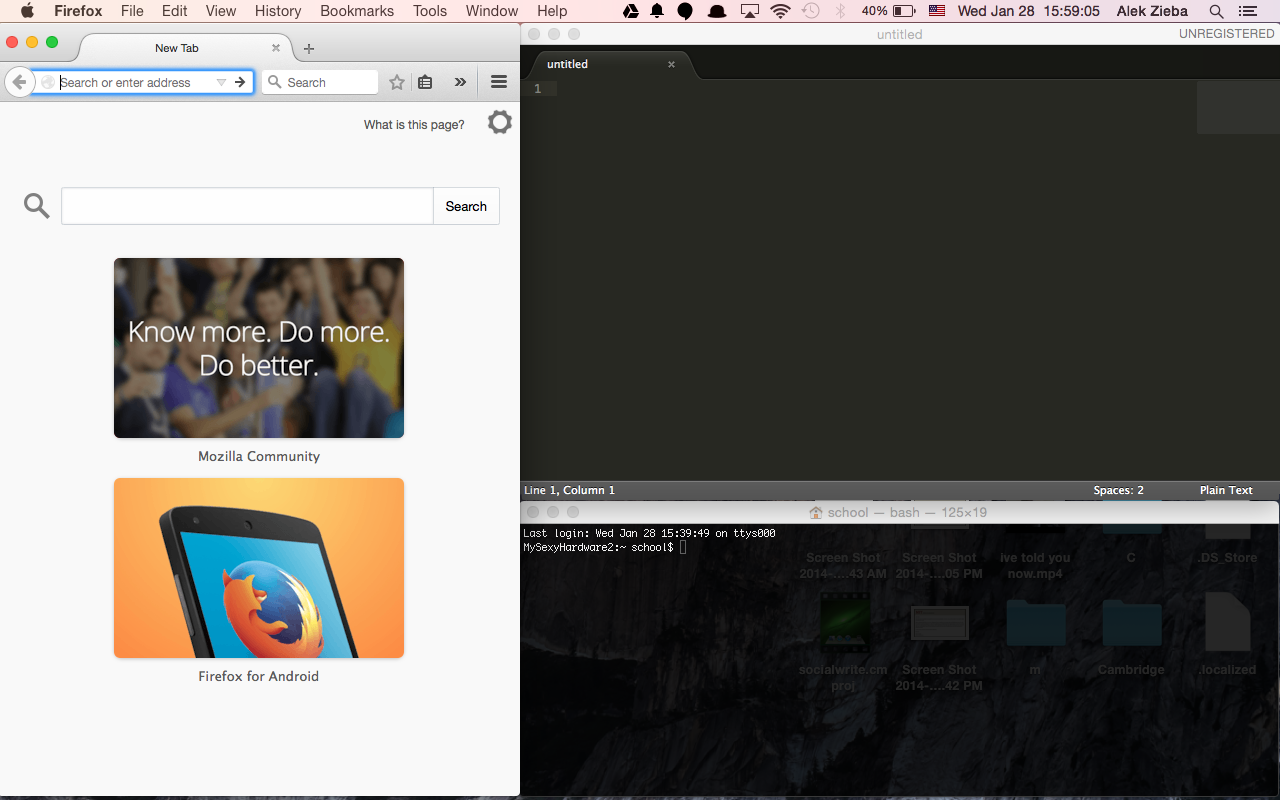 Firefox File Edit View History Bookmarks Tools Window Help 40% Wed Jan 28 15:59:05 Alek Zieba
New Tab
Search or enter address
Search
What is this page?
Search
Know more. Do more.
Do better.
Mozilla Community
Firefox for Android
untitled
UNREGISTERED
untitled
1
Line 1, Column 1
Spaces: 2
Plain Text
school — bash — 125×19
Last login: Wed Jan 28 15:39:49 on ttys000
MySexyHardware2:~ school$
Screen Shot
2014-....43 AM
Screen Shot
2014-....05 PM
ive told you
now.mp4
C
.DS_Store
socialwrite.cm
proj
Screen Shot
2014-....42 PM
m
Cambridge
.localized